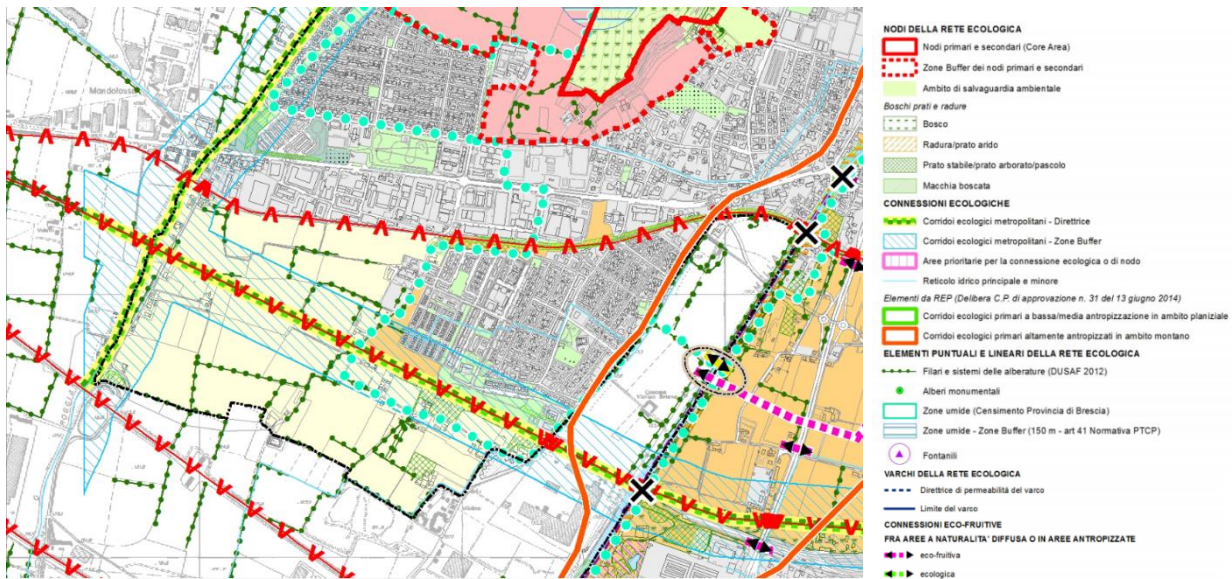 Mandolossa
NODI DELLA RETE ECOLOGICA
Nodi primari e secondari (Core Area)
Zone Buffer dei nodi primari e secondari
Ambito di salvaguardia ambientale
Boschi prati e radure
Bosco
Radura/prato arido
Prato stabile/prato arborato/pascolo
Macchia boscata
CONNESSIONI ECOLOGICHE
Corridoi ecologici metropolitani - Direttrice
Corridoi ecologici metropolitani - Zone Buffer
Aree prioritarie per la connessione ecologica o di nodo
Reticolo idrico principale e minore
Elementi da REP (Delibera C.P. di approvazione n. 31 del 13 giugno 2014)
Corridoi ecologici primari a bassa/media antropizzazione in ambito planiziale
Corridoi ecologici primari altamente antropizzati in ambito montano
ELEMENTI PUNTUALI E LINEARI DELLA RETE ECOLOGICA
Filari e sistemi delle alberature (DUSAF 2012)
Alberi monumentali
Zone umide (Censimento Provincia di Brescia)
Zone umide - Zone Buffer (150 m - art 41 Normativa PTCP)
Fontanili
VARCHI DELLA RETE ECOLOGICA
Direttrice di permeabilità del varco
Limite del varco
CONNESSIONI ECO-FRUITIVE
FRA AREE A NATURALITA' DIFFUSA O IN AREE ANTROPIZZATE
eco-fruitiva
ecologica